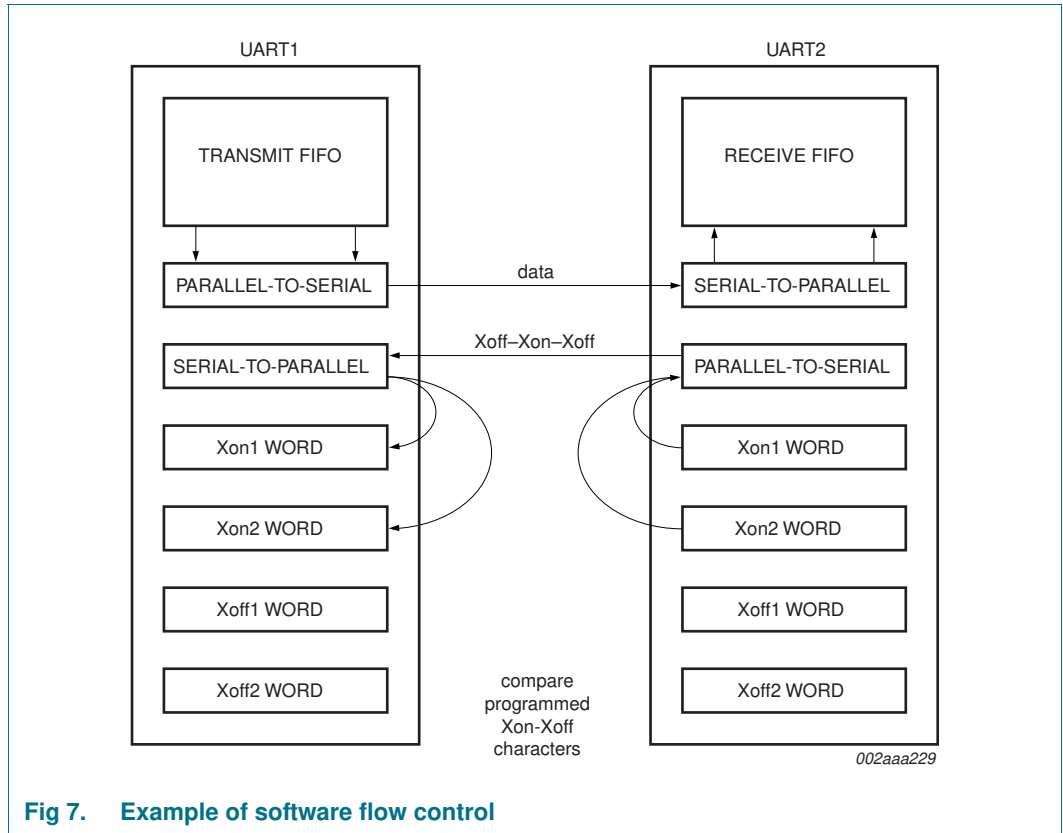 UART1
UART2
TRANSMIT FIFO
RECEIVE FIFO
PARALLEL-TO-SERIAL
data
SERIAL-TO-PARALLEL
Xoff–Xon–Xoff
SERIAL-TO-PARALLEL
PARALLEL-TO-SERIAL
Xon1 WORD
Xon1 WORD
Xon2 WORD
Xon2 WORD
Xoff1 WORD
Xoff1 WORD
Xoff2 WORD
Xoff2 WORD
compare
programmed
Xon-Xoff
characters
002aaa229
Fig 7. Example of software flow control